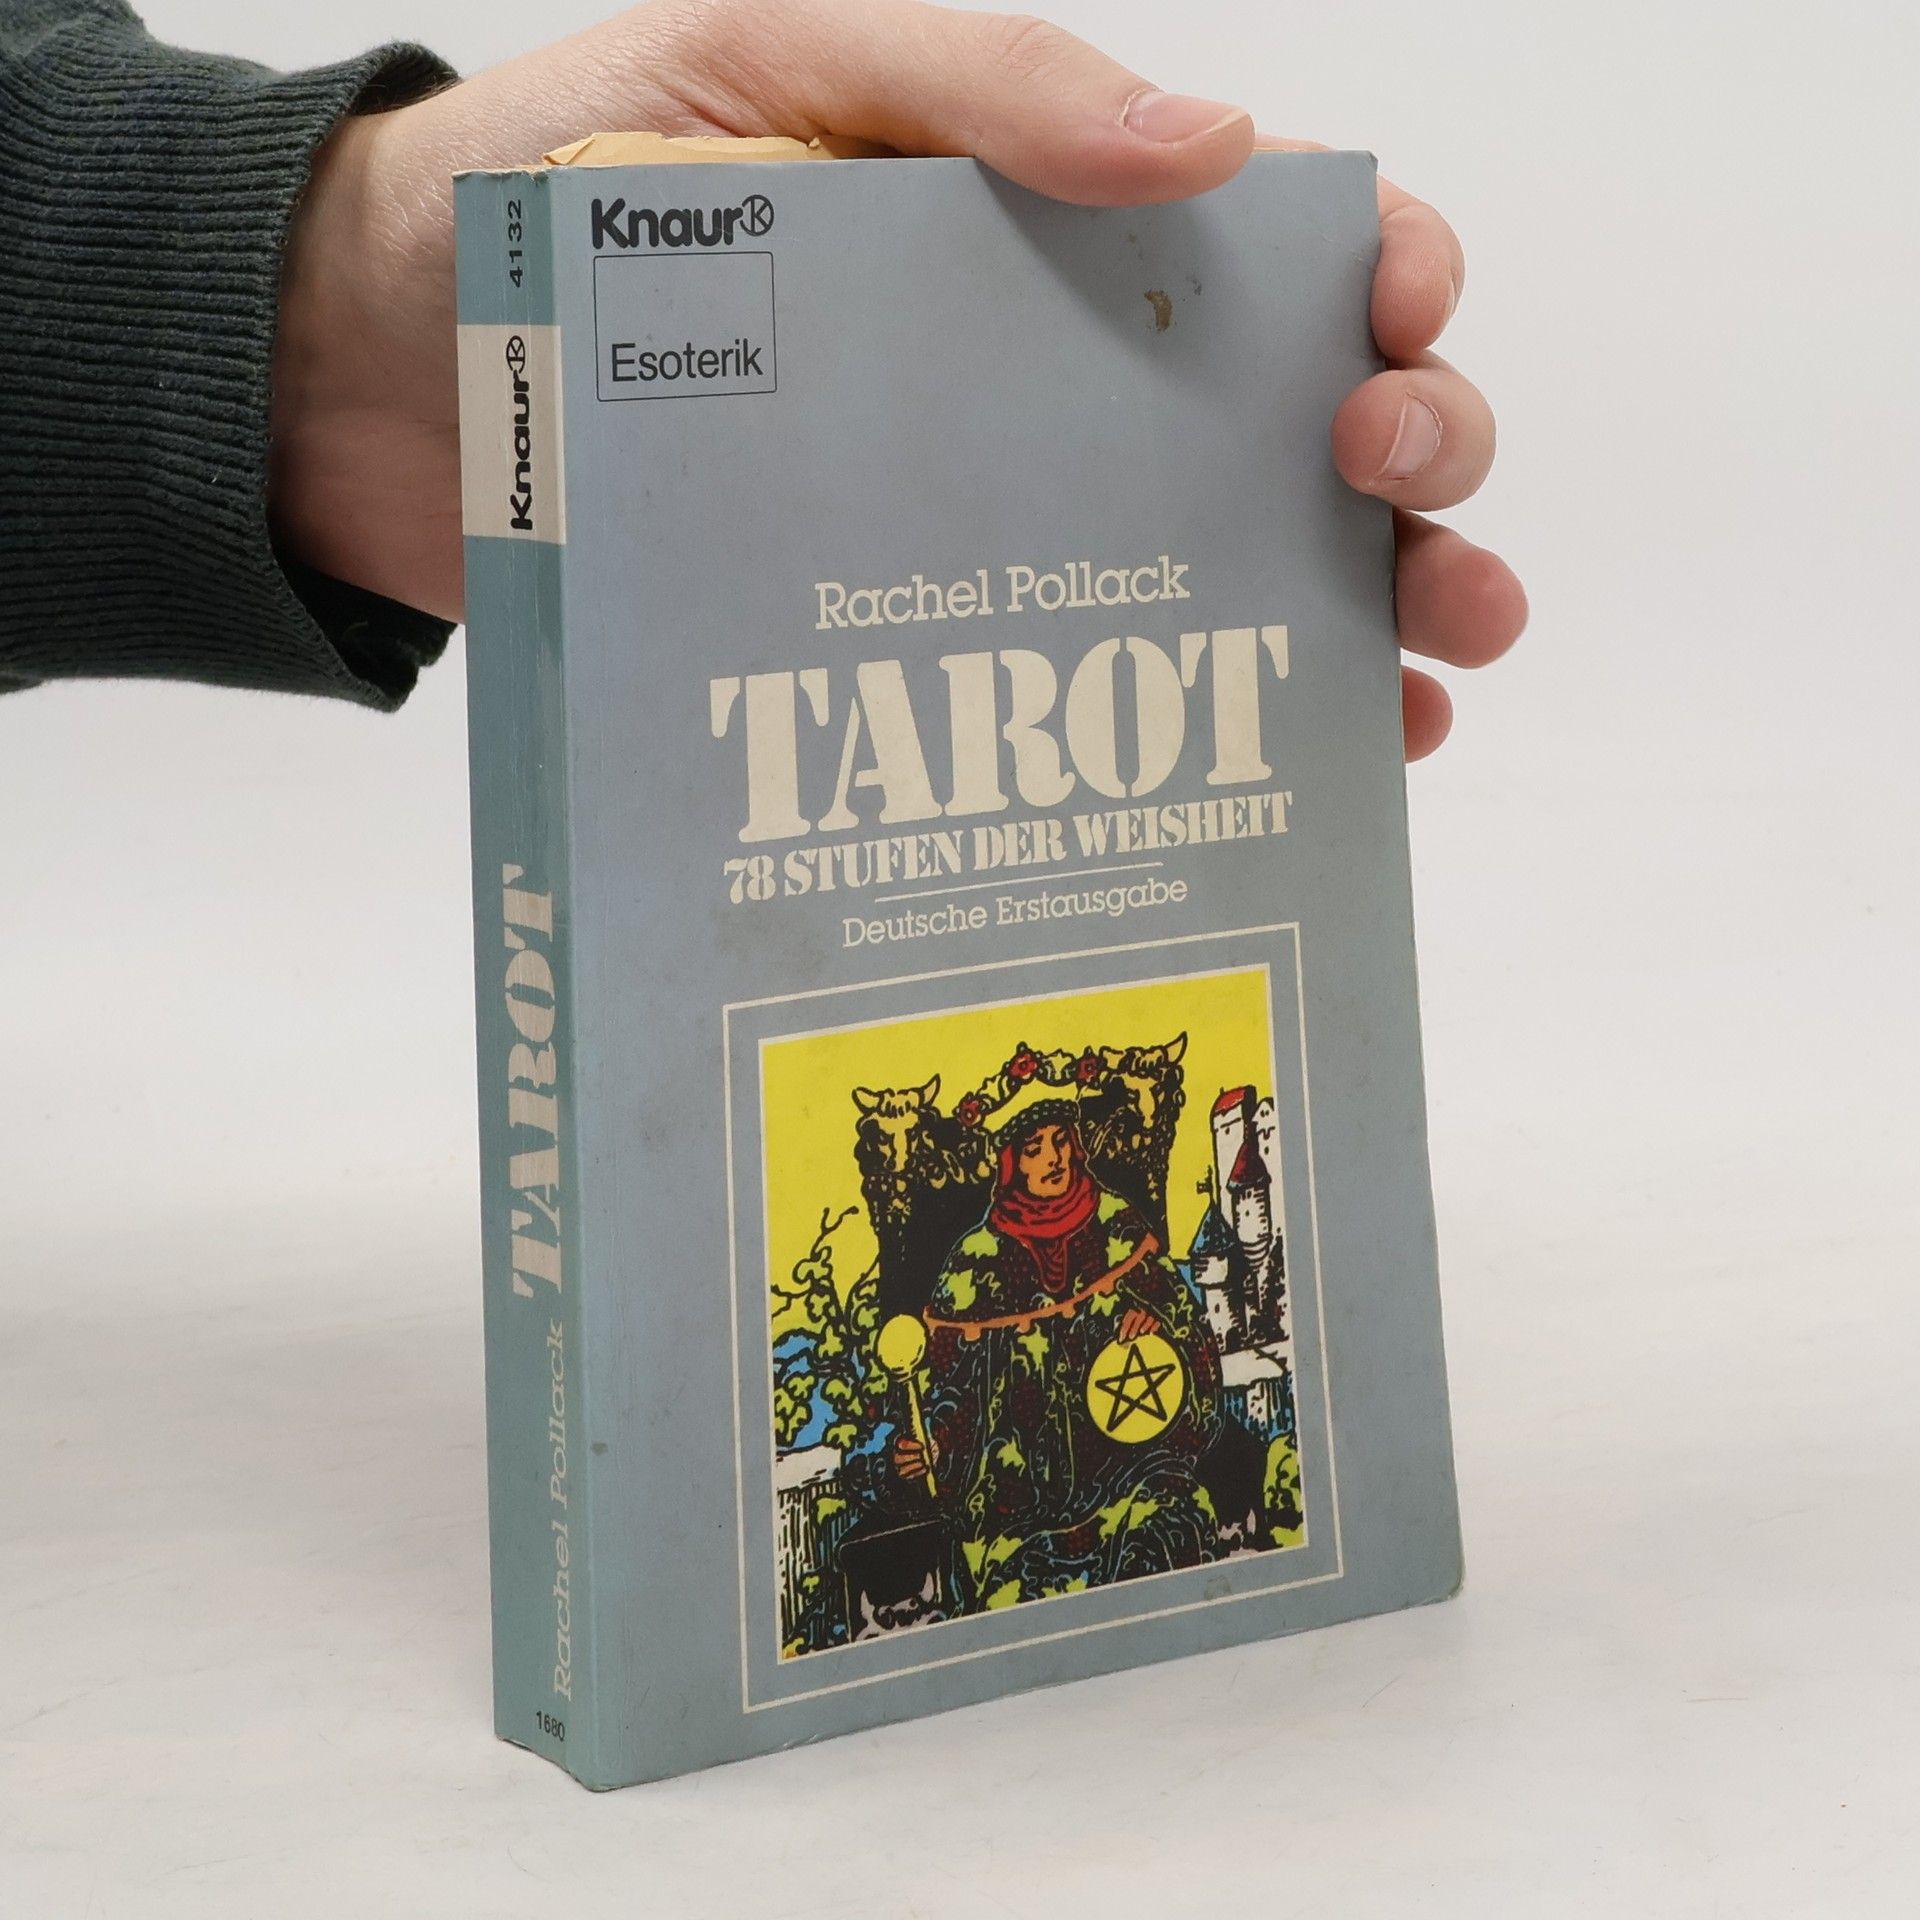 4132
Knaur
TAROT
Rachel Pollack
1680
Knaur
Esoterik
Rachel Pollack
TAROT
78 STUFEN DER WEISHEIT
Deutsche Erstausgabe